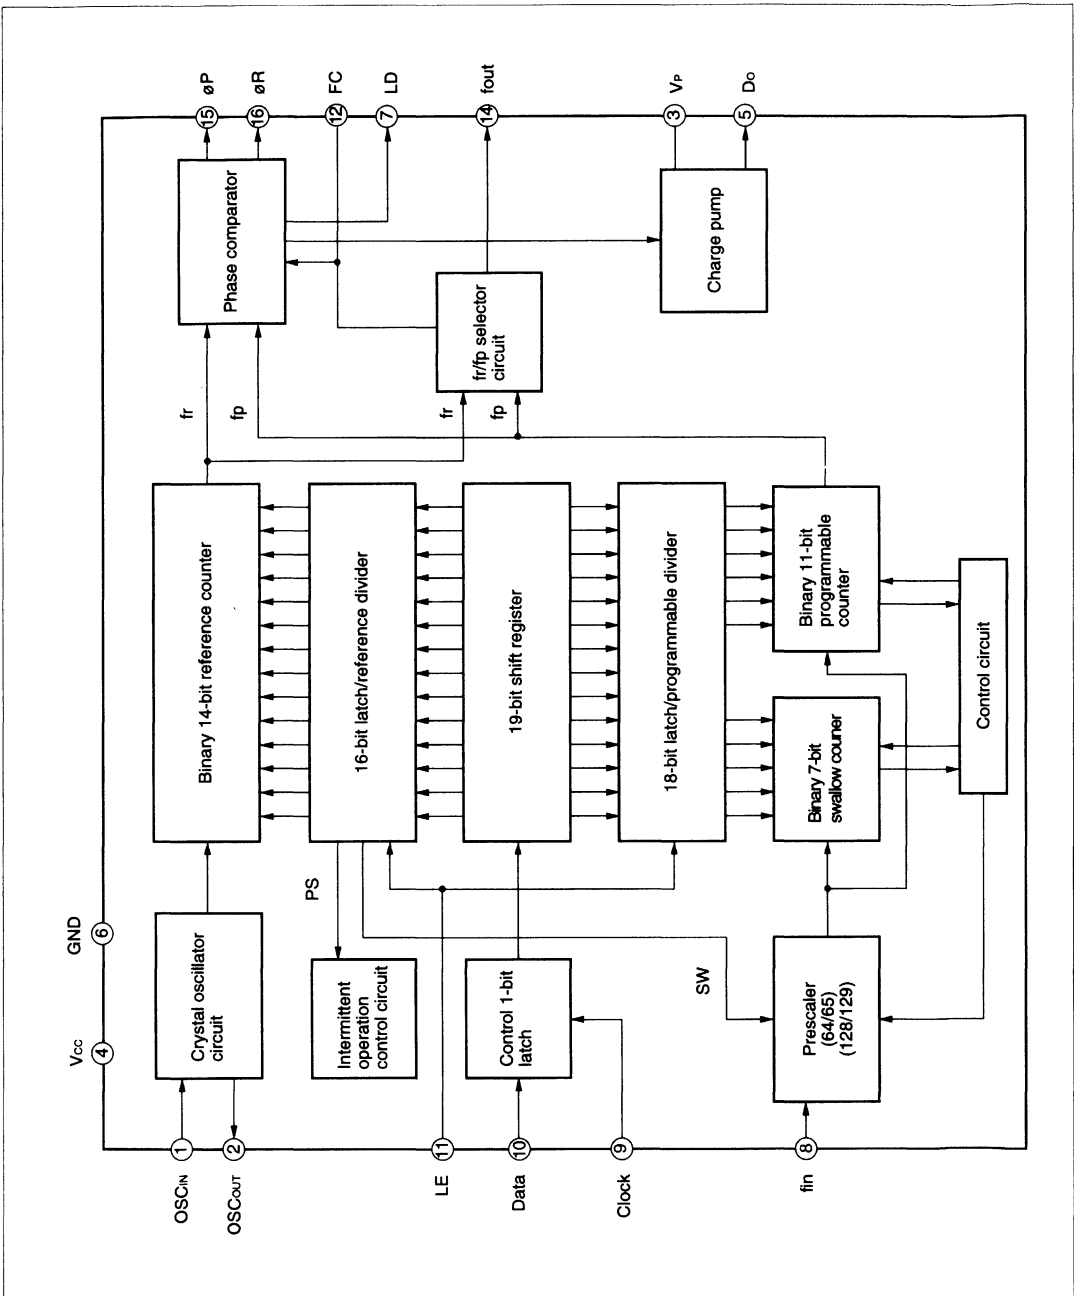 GND
6
Vcc
4
OSCIN
1
OSCOUT
2
LE
11
Data
10
Clock
9
fin
8
Crystal oscillator
circuit
Intermittent
operation
control circuit
PS
Control 1-bit
latch
SW
Prescaler
(64/65)
(128/129)
Binary 14-bit reference counter
16-bit latch/reference divider
19-bit shift register
18-bit latch/programmable divider
Binary 7-bit
swallow couner
Binary 11-bit
programmable
counter
Control circuit
fr
fp
fr
fp
Phase comparator
fr/fp selector
circuit
Charge pump
15
øP
16
øR
12
FC
7
LD
14
fout
3
VP
5
Do